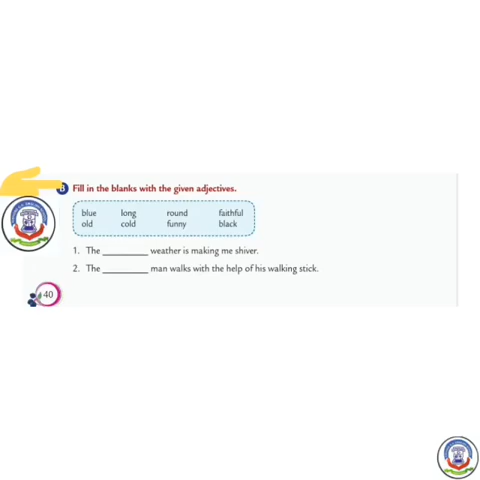 B Fill in the blanks with the given adjectives.
blue long round faithful
old cold funny black
1. The __________ weather is making me shiver.
2. The __________ man walks with the help of his walking stick.
40